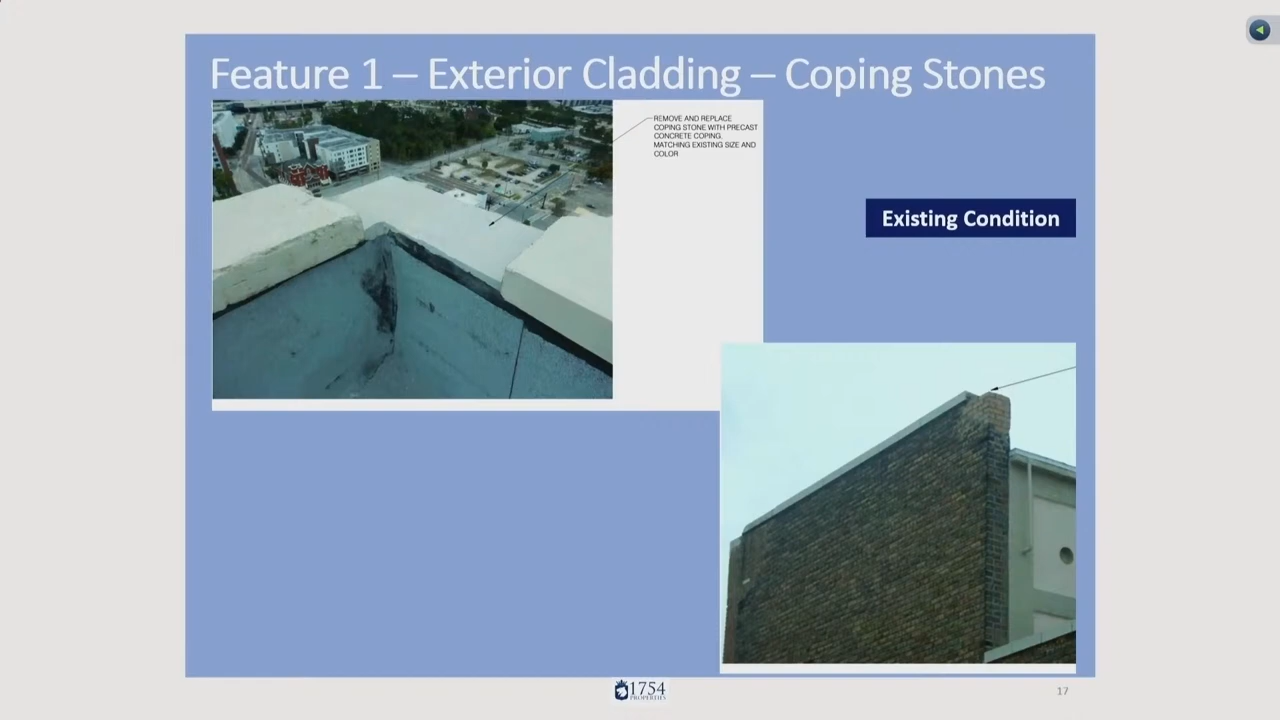 Feature 1 – Exterior Cladding – Coping Stones
REMOVE AND REPLACE
COPING STONE WITH PRECAST
CONCRETE COPING.
MATCHING EXISTING SIZE AND
COLOR
Existing Condition
1754
PROPERTIES
17